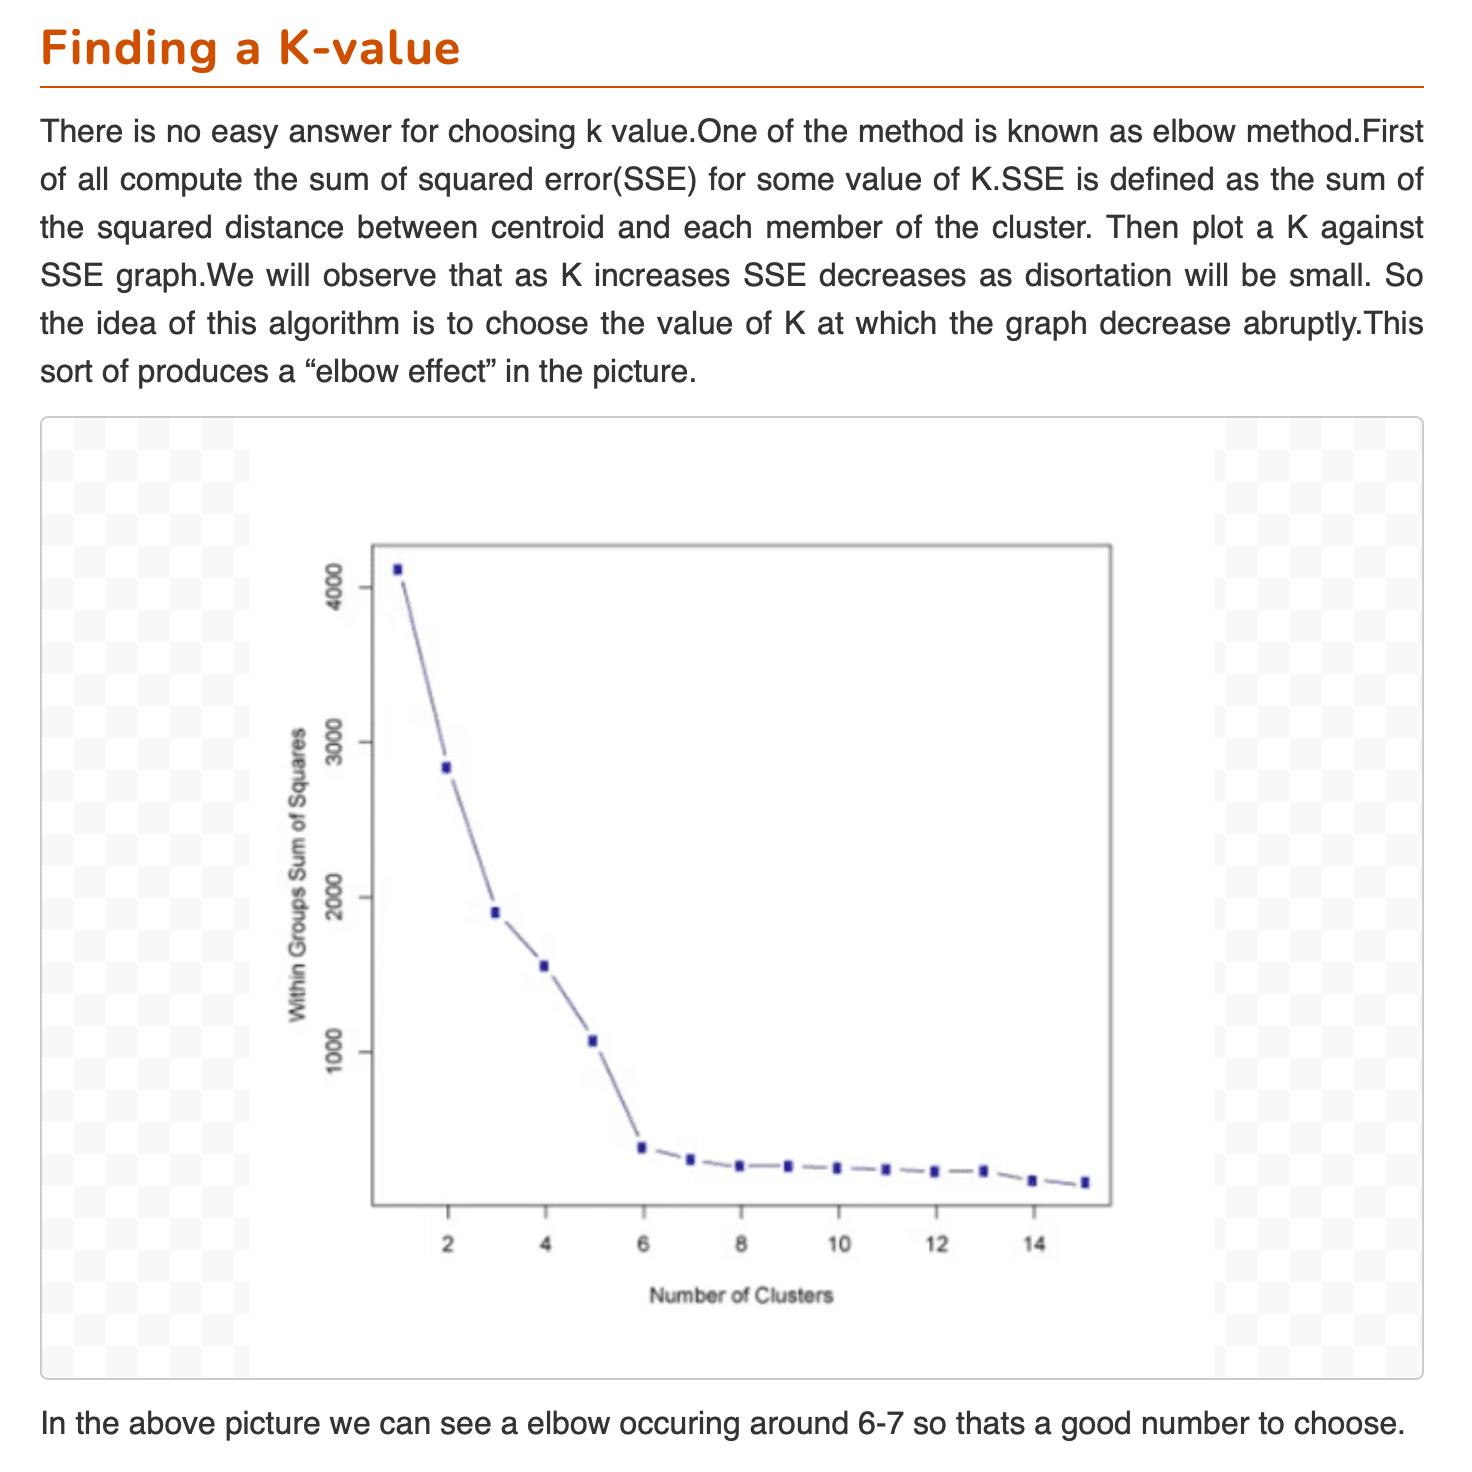 Finding a K-value
There is no easy answer for choosing k value.One of the method is known as elbow method.First
of all compute the sum of squared error(SSE) for some value of K.SSE is defined as the sum of
the squared distance between centroid and each member of the cluster. Then plot a K against
SSE graph.We will observe that as K increases SSE decreases as disortation will be small. So
the idea of this algorithm is to choose the value of K at which the graph decrease abruptly.This
sort of produces a “elbow effect” in the picture.
Within Groups Sum of Squares
4000
3000
2000
1000
2 4 6 8 10 12 14
Number of Clusters
In the above picture we can see a elbow occuring around 6-7 so thats a good number to choose.